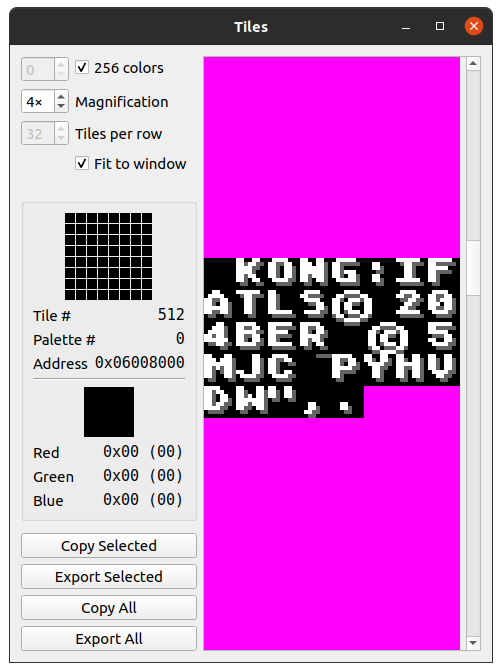 Tiles
0
256 colors
4×
Magnification
32
Tiles per row
Fit to window
Tile # 512
Palette # 0
Address 0x06008000
Red 0x00 (00)
Green 0x00 (00)
Blue 0x00 (00)
Copy Selected
Export Selected
Copy All
Export All
KONG:IF
ATLS© 20
4BER © 5
MJC PYHV
DW",.